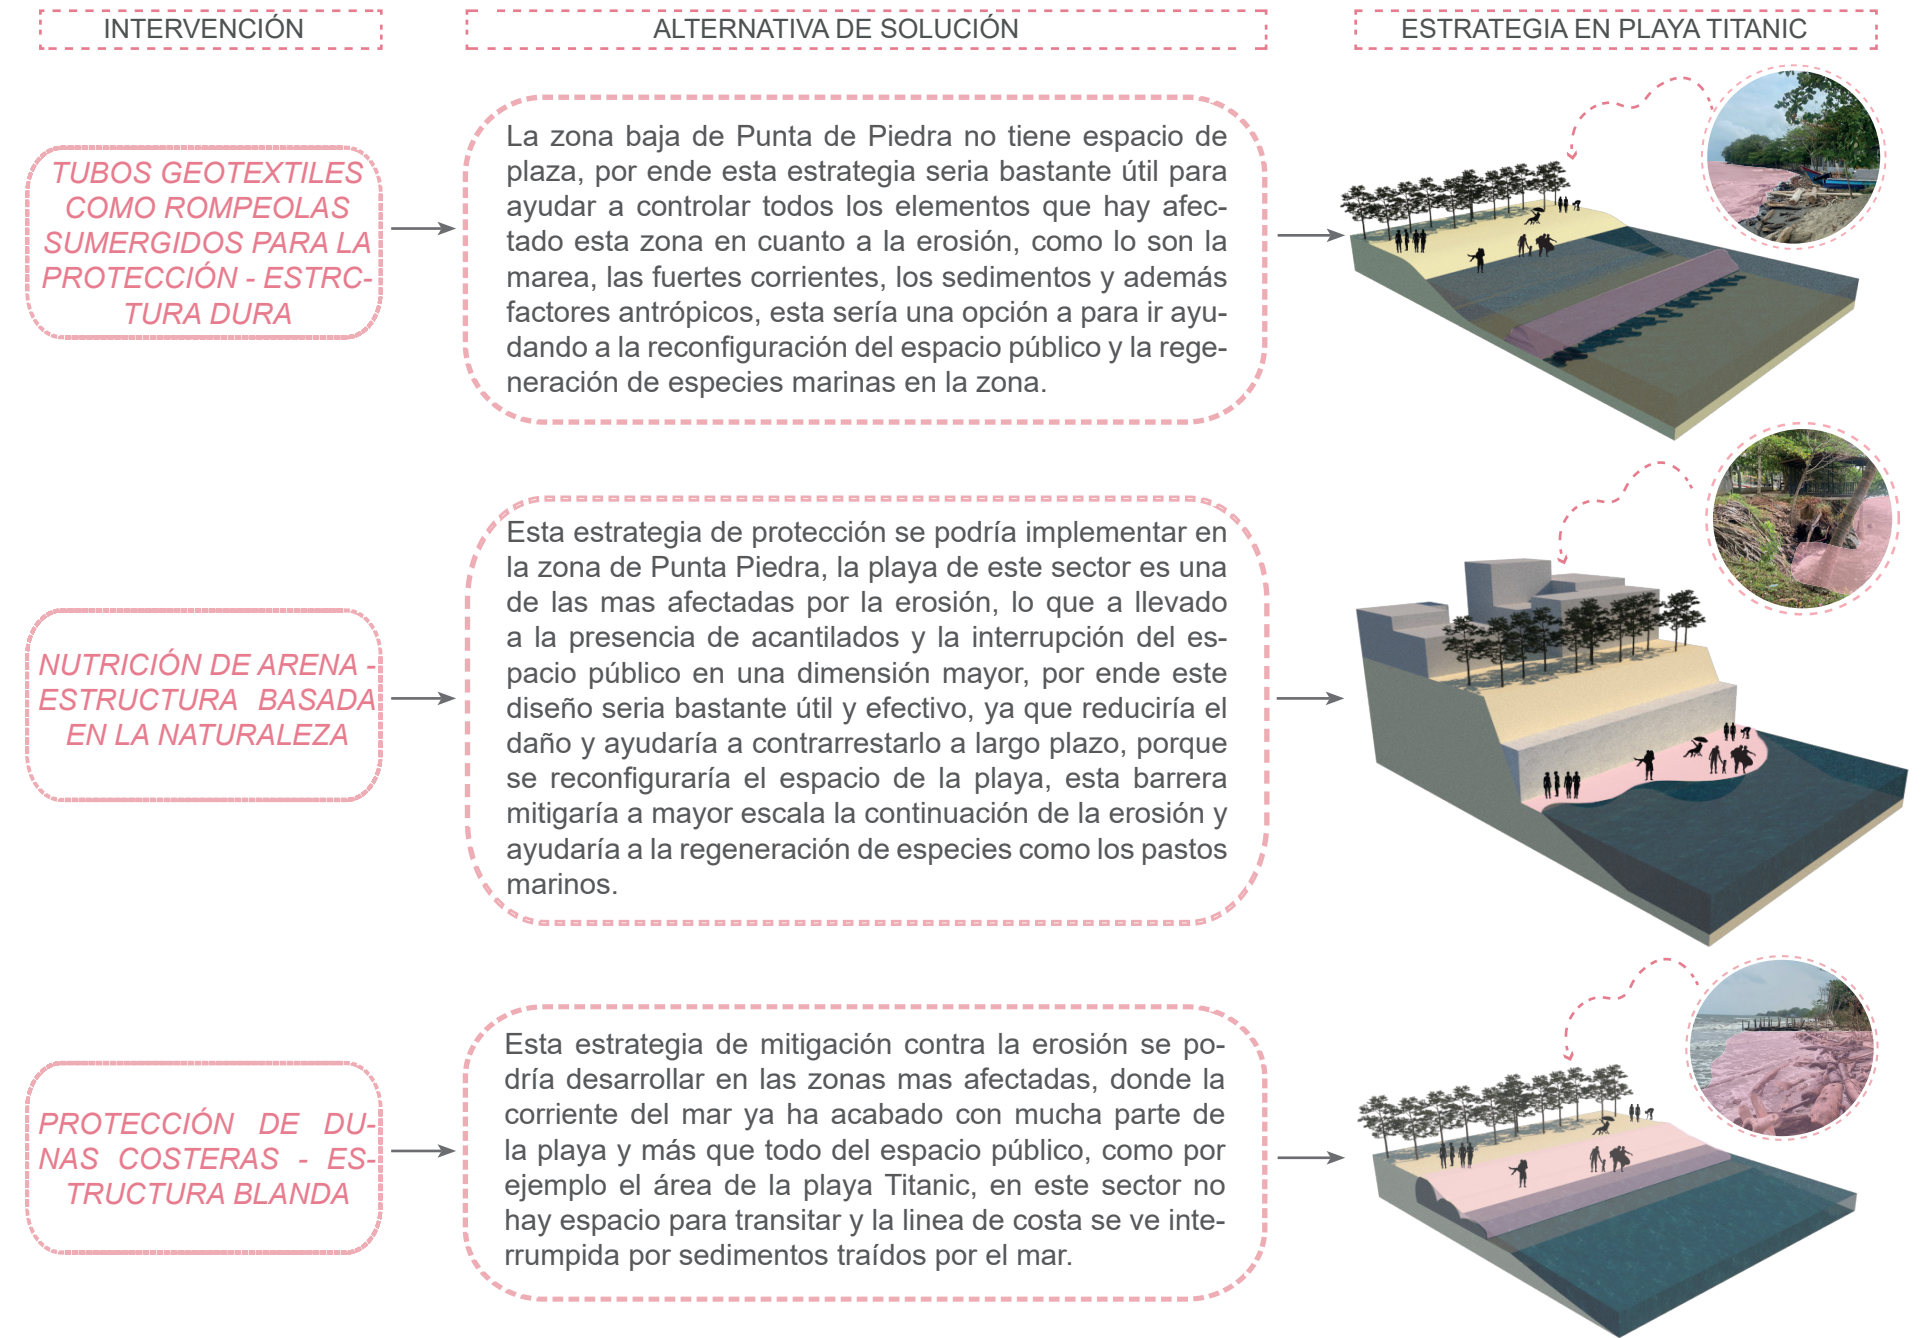 INTERVENCIÓN
ALTERNATIVA DE SOLUCIÓN
ESTRATEGIA EN PLAYA TITANIC
TUBOS GEOTEXTILES
COMO ROMPEOLAS
SUMERGIDOS PARA LA
PROTECCIÓN - ESTRC-
TURA DURA
La zona baja de Punta de Piedra no tiene espacio de
plaza, por ende esta estrategia seria bastante útil para
ayudar a controlar todos los elementos que hay afec-
tado esta zona en cuanto a la erosión, como lo son la
marea, las fuertes corrientes, los sedimentos y además
factores antrópicos, esta sería una opción a para ir ayu-
dando a la reconfiguración del espacio público y la rege-
neración de especies marinas en la zona.
NUTRICIÓN DE ARENA -
ESTRUCTURA BASADA
EN LA NATURALEZA
Esta estrategia de protección se podría implementar en
la zona de Punta Piedra, la playa de este sector es una
de las mas afectadas por la erosión, lo que a llevado
a la presencia de acantilados y la interrupción del es-
pacio público en una dimensión mayor, por ende este
diseño seria bastante útil y efectivo, ya que reduciría el
daño y ayudaría a contrarrestarlo a largo plazo, porque
se reconfiguraría el espacio de la playa, esta barrera
mitigaría a mayor escala la continuación de la erosión y
ayudaría a la regeneración de especies como los pastos
marinos.
PROTECCIÓN DE DU-
NAS COSTERAS - ES-
TRUCTURA BLANDA
Esta estrategia de mitigación contra la erosión se po-
dría desarrollar en las zonas mas afectadas, donde la
corriente del mar ya ha acabado con mucha parte de
la playa y más que todo del espacio público, como por
ejemplo el área de la playa Titanic, en este sector no
hay espacio para transitar y la linea de costa se ve inte-
rrumpida por sedimentos traídos por el mar.